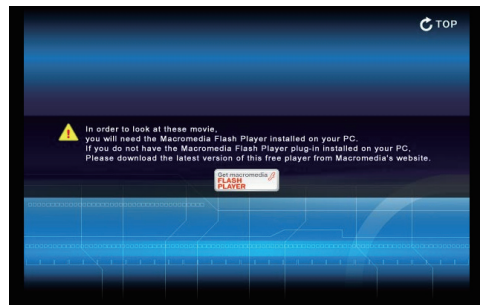 TOP
In order to look at these movie,
you will need the Macromedia Flash Player installed on your PC.
If you do not have the Macromedia Flash Player plug-in installed on your PC,
Please download the latest version of this free player from Macromedia's website.
Get macromedia
FLASH
PLAYER